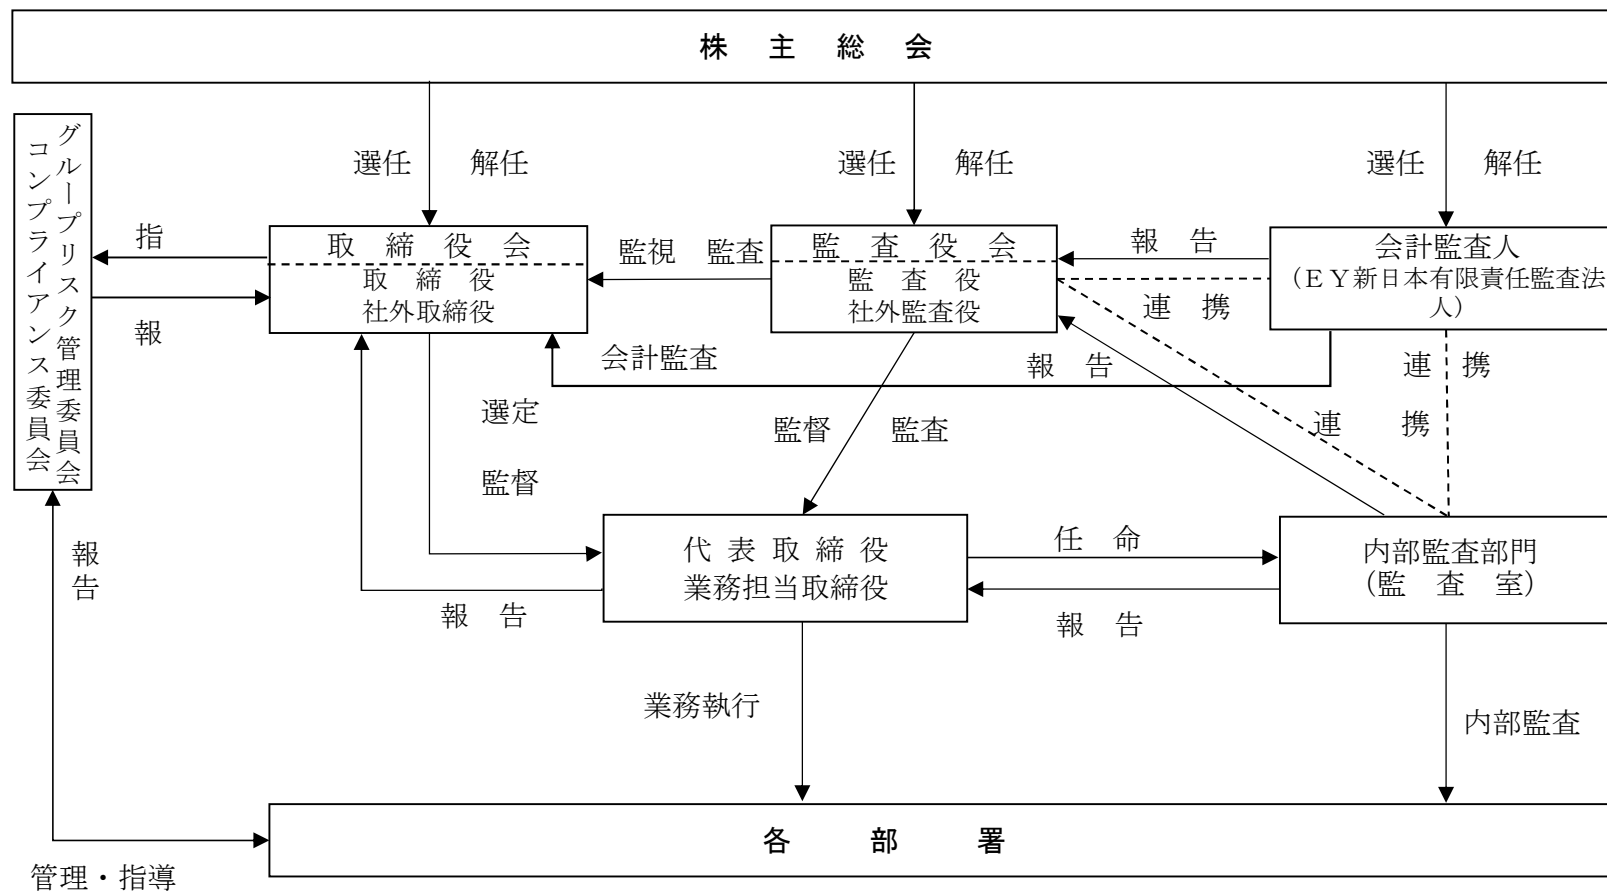 株 主 総 会
選任 解任
選任 解任
選任 解任
グループリスク管理委員会
コンプライアンス委員会
指
報
取 締 役 会
取 締 役
社外取締役
監視 監査
監 査 役 会
監 査 役
社外監査役
報 告
連 携
会計監査人
（ＥＹ新日本有限責任監査法
人）
会計監査
報 告
連 携
連 携
選定
監督
監督 監査
代 表 取 締 役
業務担当取締役
任 命
報 告
内部監査部門
（監 査 室）
報 告
報
告
業務執行
内部監査
各 部 署
管理・指導